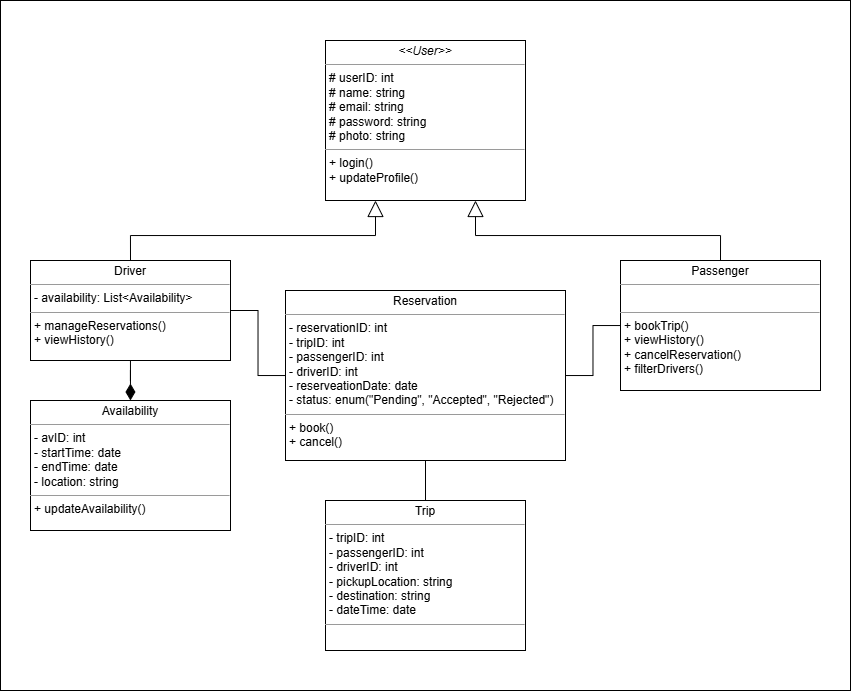 <<User>>
# userID: int
# name: string
# email: string
# password: string
# photo: string
+ login()
+ updateProfile()
Driver
- availability: List<Availability>
+ manageReservations()
+ viewHistory()
Reservation
- reservationID: int
- tripID: int
- passengerID: int
- driverID: int
- reserveationDate: date
- status: enum("Pending", "Accepted", "Rejected")
+ book()
+ cancel()
Passenger
+ bookTrip()
+ viewHistory()
+ cancelReservation()
+ filterDrivers()
Availability
- avID: int
- startTime: date
- endTime: date
- location: string
+ updateAvailability()
Trip
- tripID: int
- passengerID: int
- driverID: int
- pickupLocation: string
- destination: string
- dateTime: date